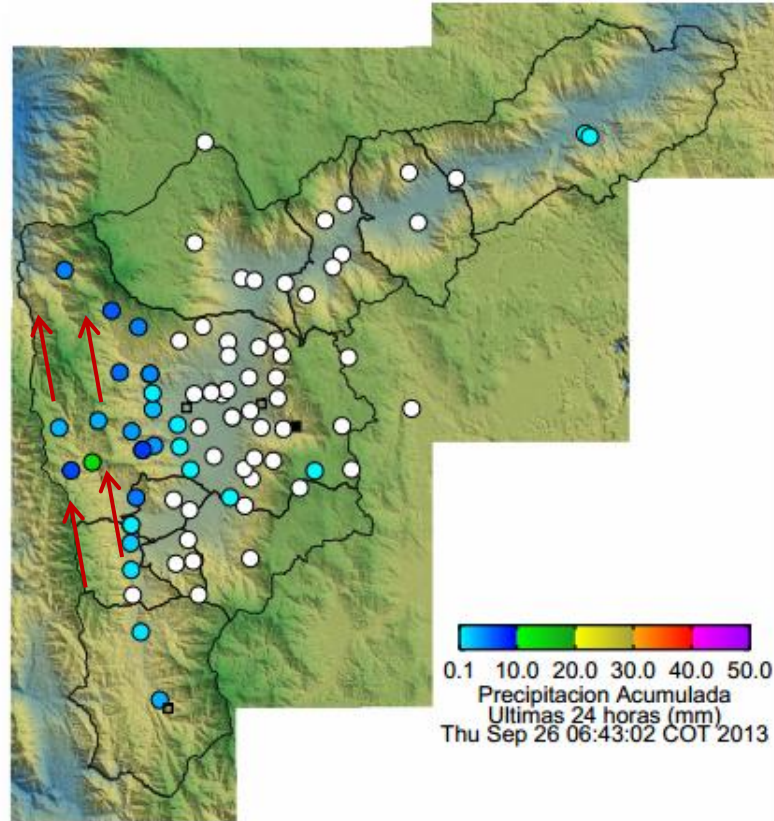 0.1 10.0 20.0 30.0 40.0 50.0
Precipitacion Acumulada
Ultimas 24 horas (mm)
Thu Sep 26 06:43:02 COT 2013